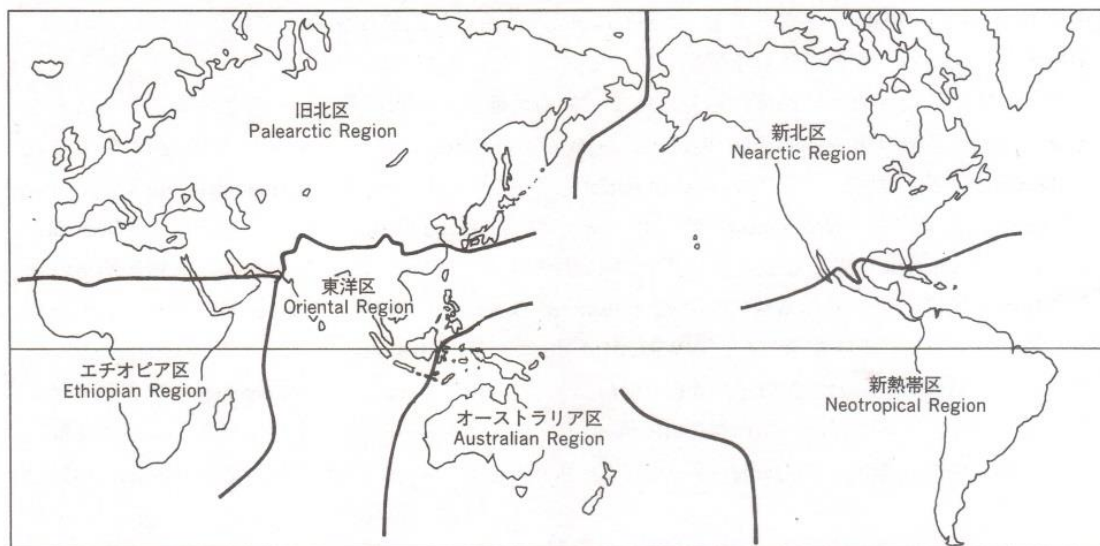 旧北区
Palearctic Region
新北区
Nearctic Region
東洋区
Oriental Region
エチオピア区
Ethiopian Region
オーストラリア区
Australian Region
新熱帯区
Neotropical Region